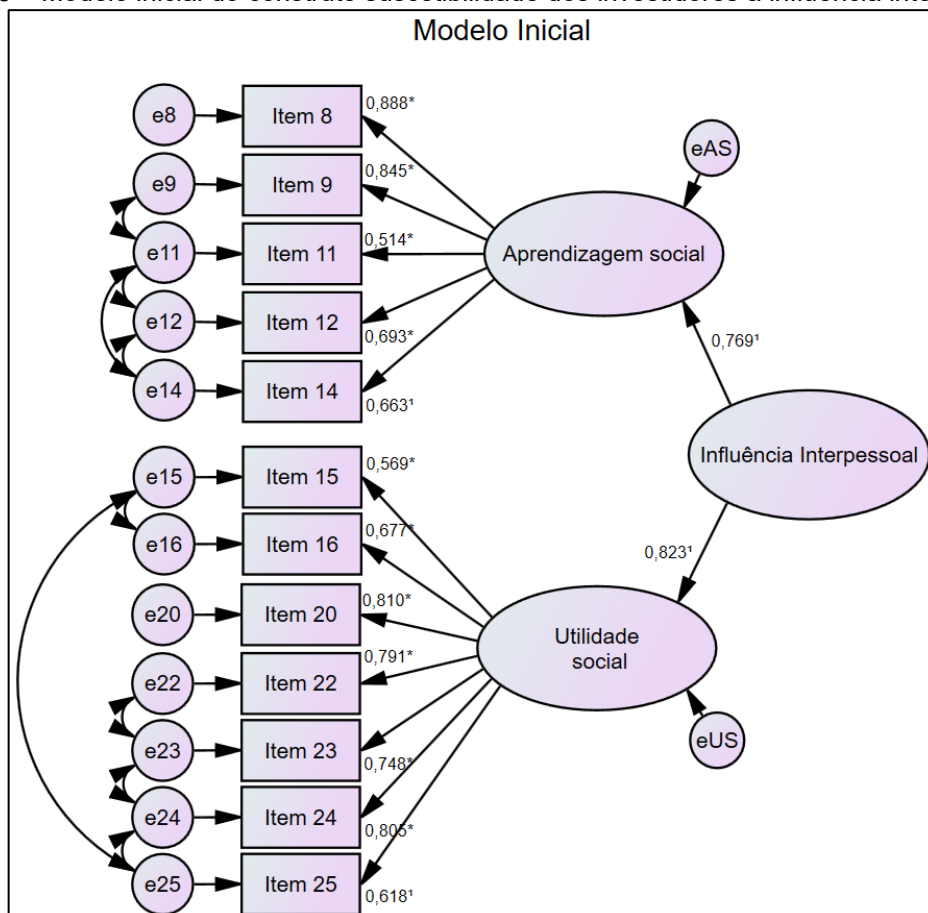 Modelo Inicial
e8
Item 8
0,888*
e9
Item 9
0,845*
e11
Item 11
0,514*
e12
Item 12
0,693*
e14
Item 14
0,663¹
eAS
Aprendizagem social
0,769¹
Influência Interpessoal
0,823¹
e15
Item 15
0,569*
e16
Item 16
0,677*
e20
Item 20
0,810*
e22
Item 22
0,791*
e23
Item 23
0,748*
e24
Item 24
0,805*
e25
Item 25
0,618¹
Utilidade
social
eUS